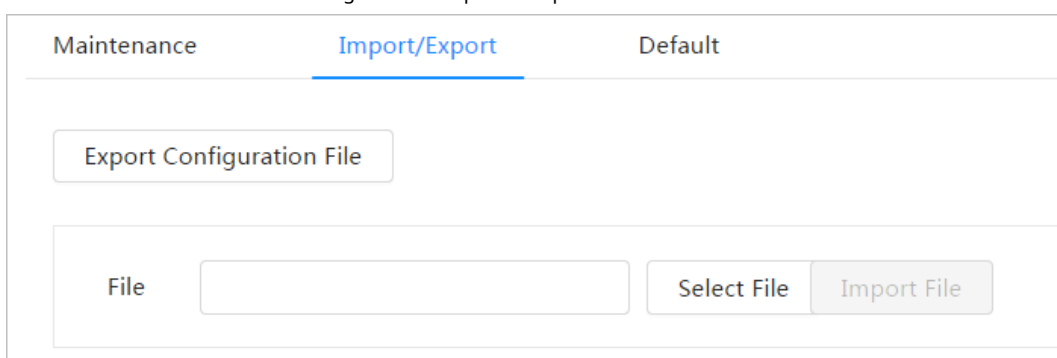 Maintenance Import/Export Default
Export Configuration File
File Select File Import File